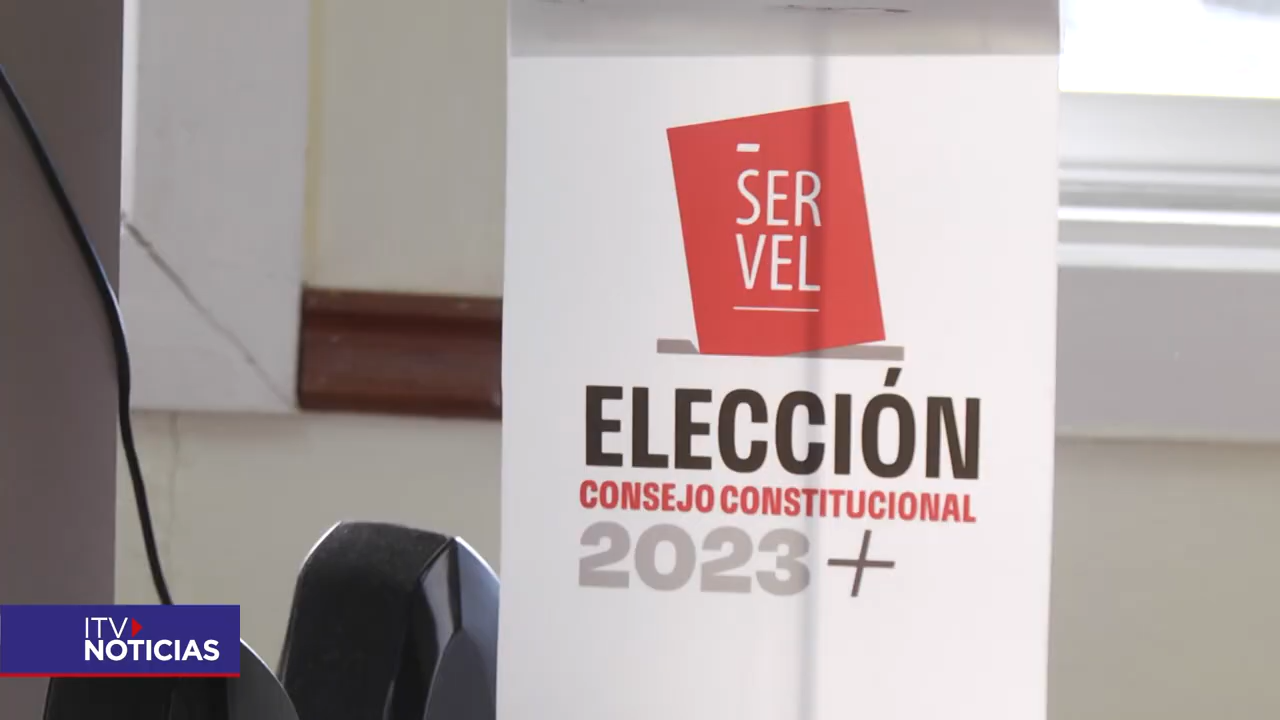 SER
VEL
ELECCIÓN
CONSEJO CONSTITUCIONAL
2023 +
ITV
NOTICIAS